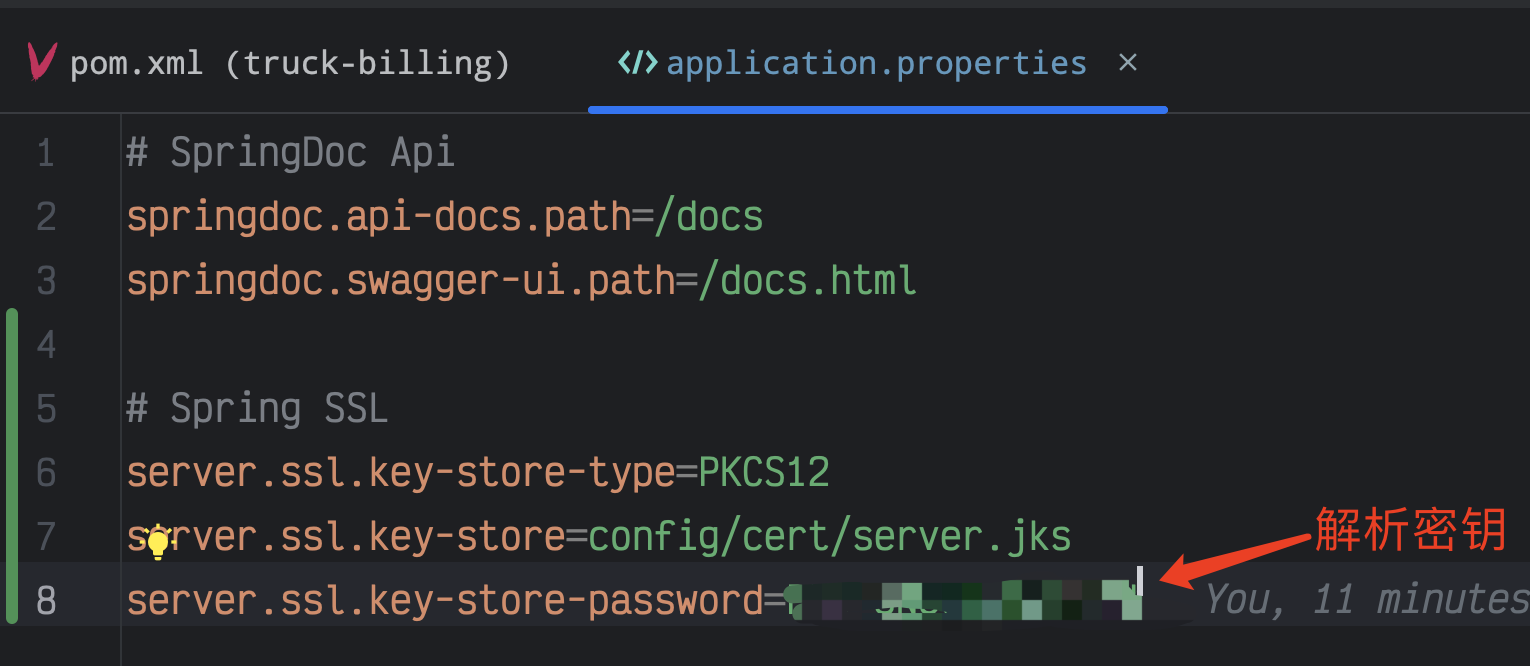 pom.xml (truck-billing)
application.properties ×
1 # SpringDoc Api
2 springdoc.api-docs.path=/docs
3 springdoc.swagger-ui.path=/docs.html
4
5 # Spring SSL
6 server.ssl.key-store-type=PKCS12
7 server.ssl.key-store=config/cert/server.jks
解析密钥
8 server.ssl.key-store-password= You, 11 minutes